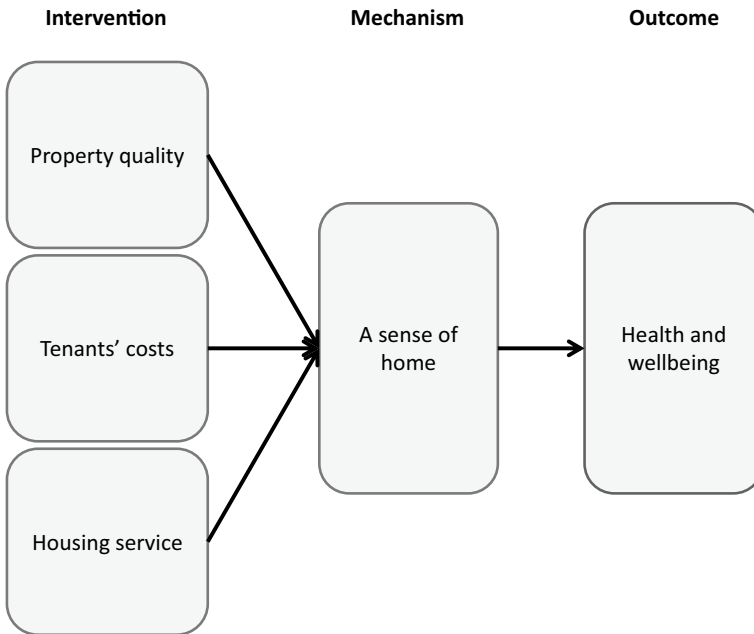 Intervention
Mechanism
Outcome
Property quality
Tenants’ costs
Housing service
A sense of
home
Health and
wellbeing